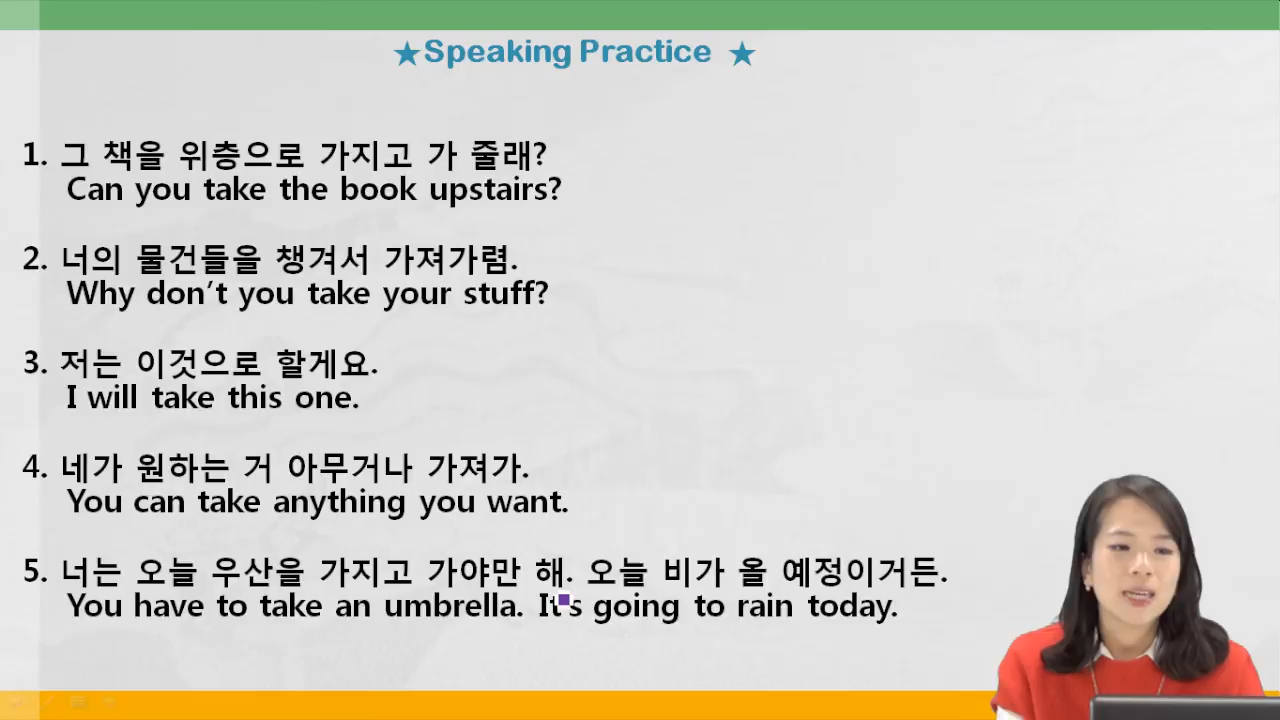 ★Speaking Practice ★
1. 그 책을 위층으로 가지고 가 줄래?
Can you take the book upstairs?
2. 너의 물건들을 챙겨서 가져가렴.
Why don't you take your stuff?
3. 저는 이것으로 할게요.
I will take this one.
4. 네가 원하는 거 아무거나 가져가.
You can take anything you want.
5. 너는 오늘 우산을 가지고 가야만 해. 오늘 비가 올 예정이거든.
You have to take an umbrella. It's going to rain today.